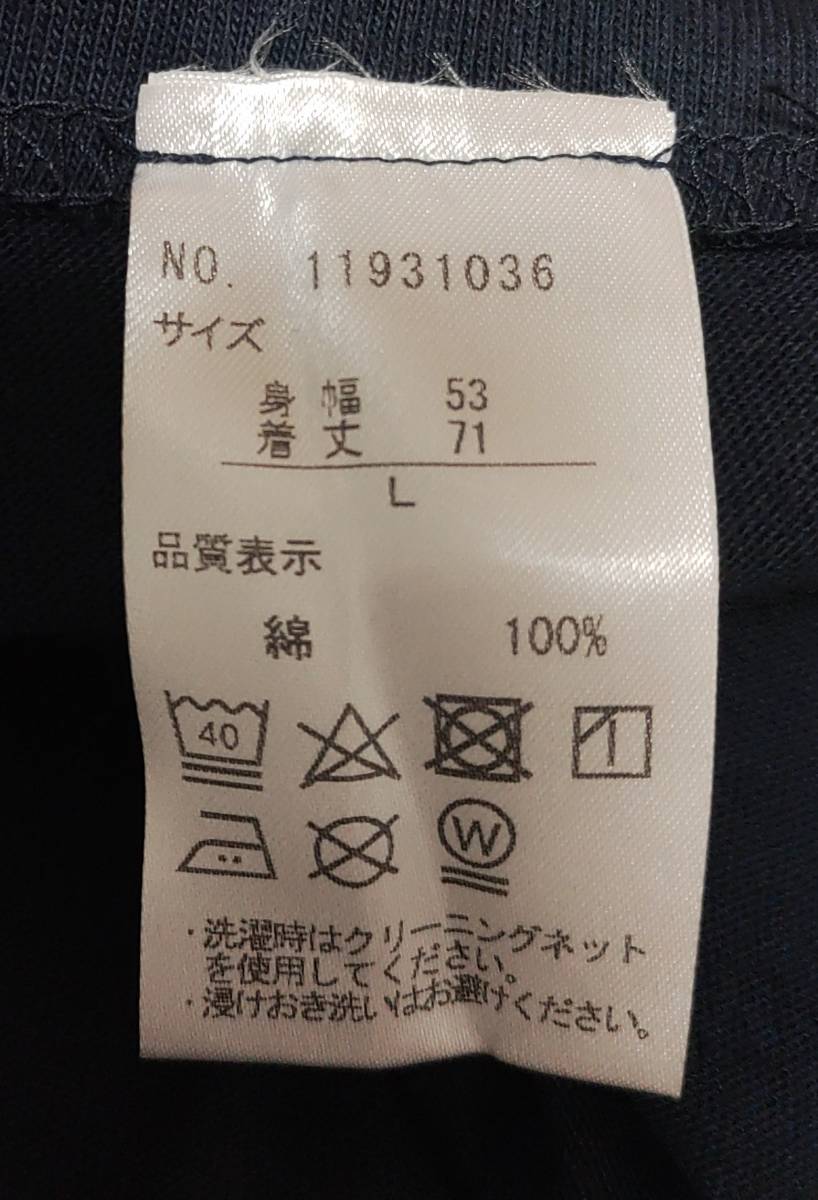 NO. 11931036
サイズ
身 幅 53
着 丈 71
L
品質表示
綿 100%
40
W
・洗濯時はクリーニングネット
を使用してください。
・浸けおき洗いはお避けください。